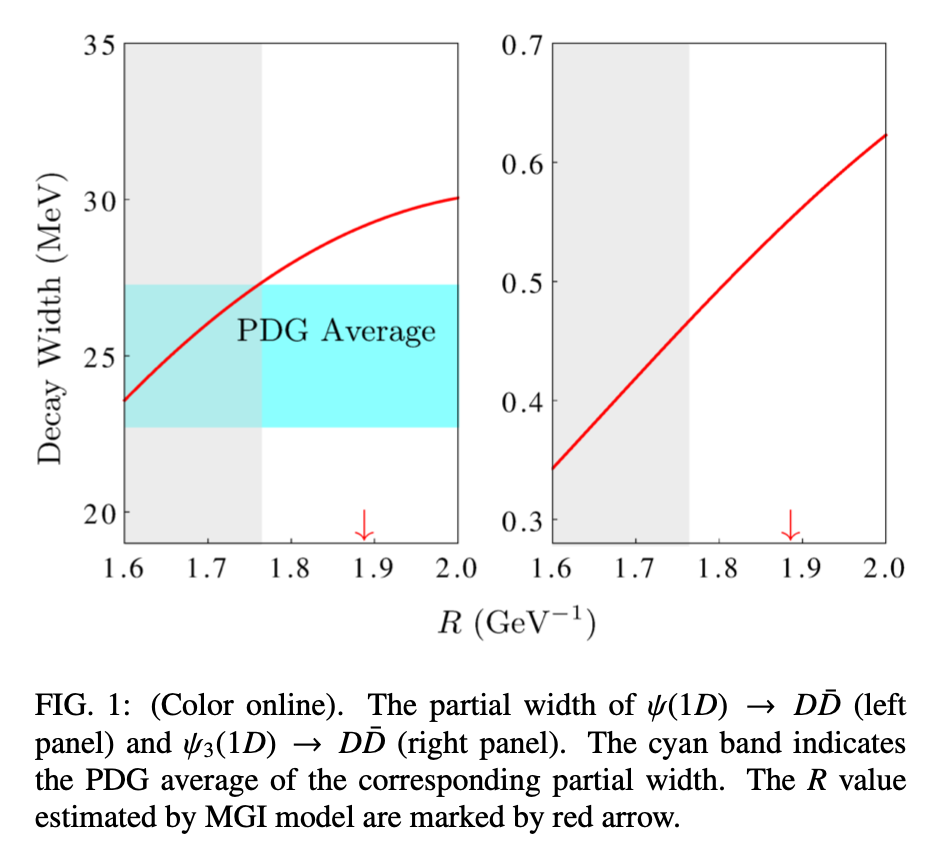 35
30
25
20
Decay Width (MeV)
PDG Average
1.6 1.7 1.8 1.9 2.0
0.7
0.6
0.5
0.4
0.3
1.6 1.7 1.8 1.9 2.0
R (GeV⁻¹)
FIG. 1: (Color online). The partial width of ψ(1D) → DD̄ (left
panel) and ψ₃(1D) → DD̄ (right panel). The cyan band indicates
the PDG average of the corresponding partial width. The R value
estimated by MGI model are marked by red arrow.